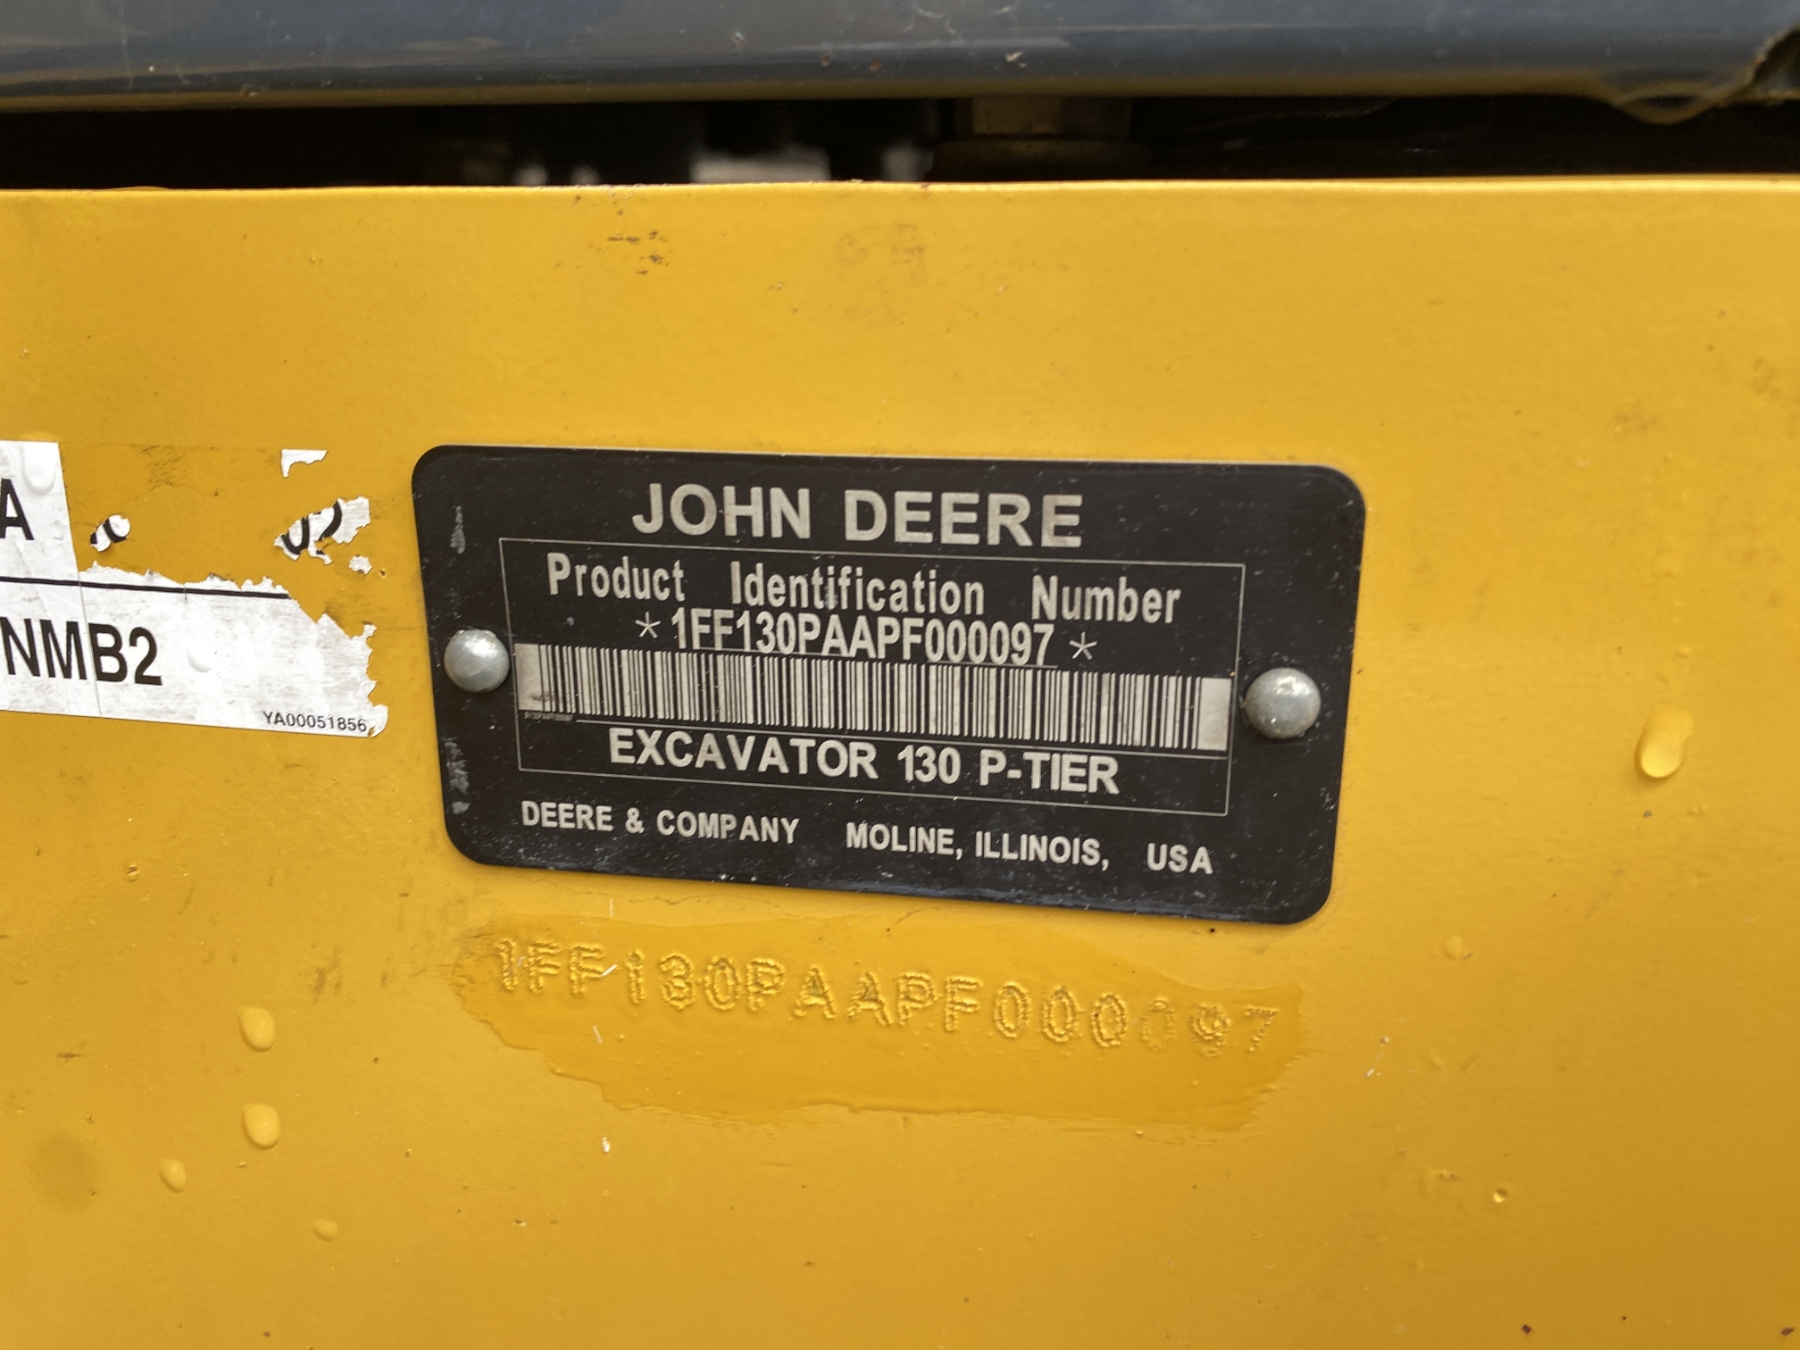 JOHN DEERE
Product Identification Number
*1FF130PAAPF000097*
EXCAVATOR 130 P-TIER
DEERE & COMPANY MOLINE, ILLINOIS, USA
1FF130PAAPF000097
A
NMB2
YA00051856